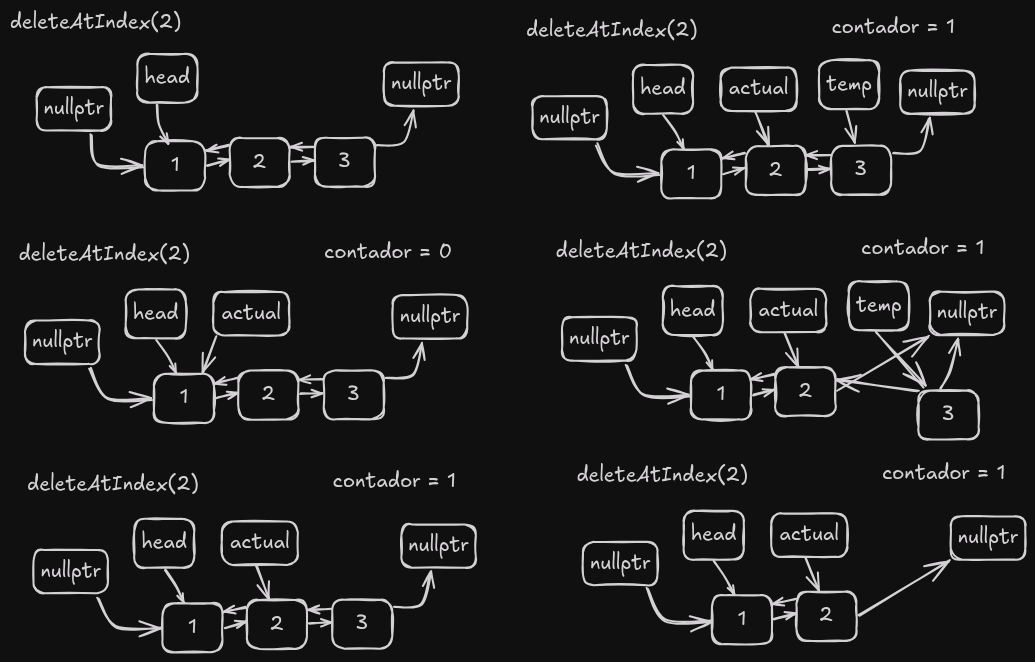 deleteAtIndex(2)
head
nullptr
nullptr
1 2 3
deleteAtIndex(2) contador = 0
head actual
nullptr
nullptr
1 2 3
deleteAtIndex(2) contador = 1
head actual
nullptr
nullptr
1 2 3
deleteAtIndex(2) contador = 1
head actual temp nullptr
nullptr
1 2 3
deleteAtIndex(2) contador = 1
head actual temp nullptr
nullptr
1 2
3
deleteAtIndex(2) contador = 1
head actual nullptr
nullptr
1 2